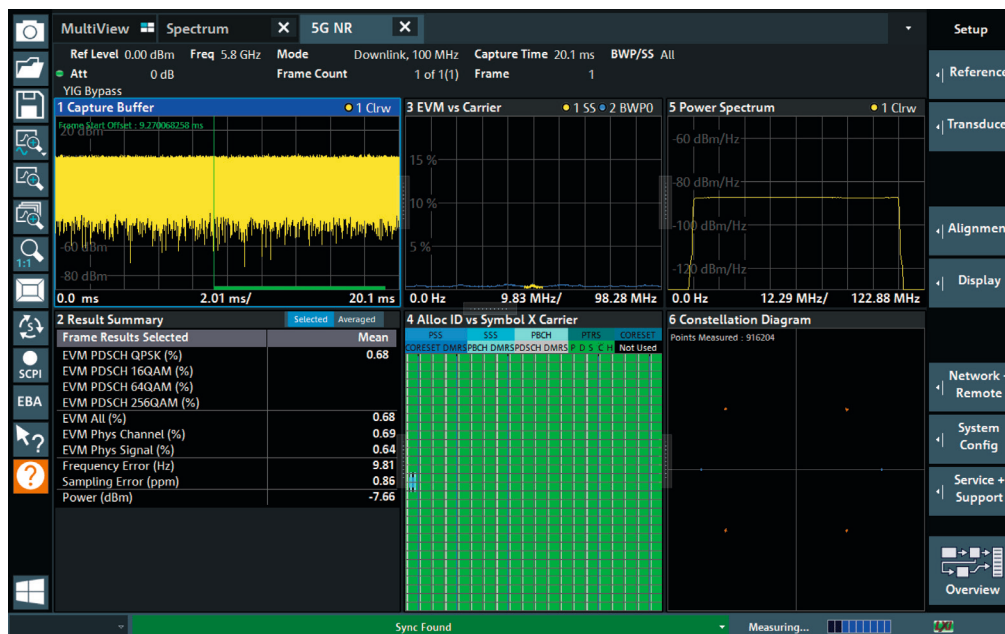 MultiView Spectrum X 5G NR X
Setup
Ref Level 0.00 dBm Freq 5.8 GHz Mode Downlink, 100 MHz Capture Time 20.1 ms BWP/SS All
Att 0 dB Frame Count 1 of 1(1) Frame 1
YIG Bypass
1 Capture Buffer 1 Clrw
Frame Start Offset : 9.270068258 ms
20 dBm
-60 dBm
-80 dBm
0.0 ms 2.01 ms/ 20.1 ms
3 EVM vs Carrier 1 SS 2 BWP0
15 %
10 %
5 %
0.0 Hz 9.83 MHz/ 98.28 MHz
5 Power Spectrum 1 Clrw
-60 dBm/Hz
-80 dBm/Hz
-100 dBm/Hz
-120 dBm/Hz
0.0 Hz 12.29 MHz/ 122.88 MHz
2 Result Summary Selected Averaged
Frame Results Selected Mean
EVM PDSCH QPSK (%) 0.68
EVM PDSCH 16QAM (%)
EVM PDSCH 64QAM (%)
EVM PDSCH 256QAM (%)
EVM All (%) 0.68
EVM Phys Channel (%) 0.69
EVM Phys Signal (%) 0.64
Frequency Error (Hz) 9.81
Sampling Error (ppm) 0.86
Power (dBm) -7.66
4 Alloc ID vs Symbol X Carrier
PSS SSS PBCH PTRS CORESET
CORESET DMRS PBCH DMRS PDSCH DMRS P D S C H Not Used
6 Constellation Diagram
Points Measured : 916204
1:1
SCPI
EBA
Reference
Transduce
Alignmen
Display
Network +
Remote
System
Config
Service +
Support
Overview
Sync Found
Measuring...